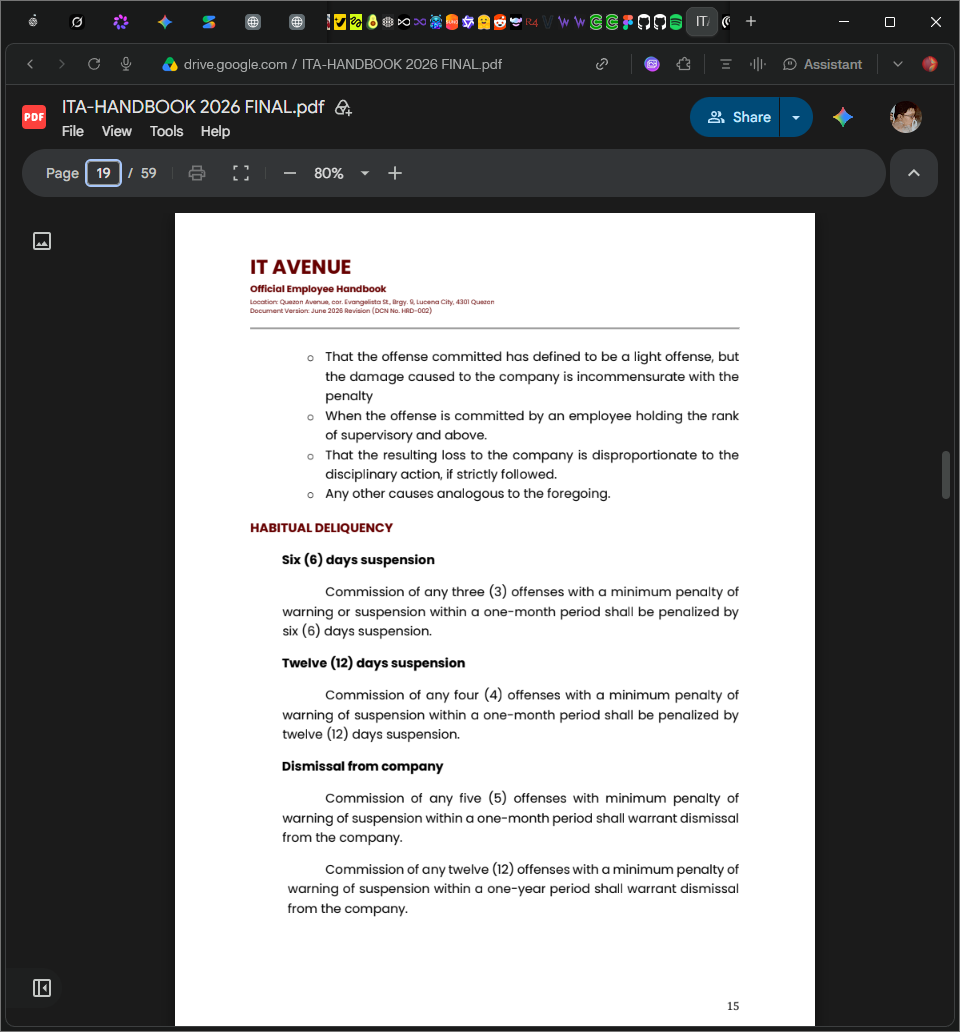 IT A
drive.google.com / ITA-HANDBOOK 2026 FINAL.pdf
Assistant
PDF
ITA-HANDBOOK 2026 FINAL.pdf
File View Tools Help
Share
Page 19 / 59
80%
IT AVENUE
Official Employee Handbook
Location: Quezon Avenue, cor. Evangelista St., Brgy. 9, Lucena City, 4301 Quezon
Document Version: June 2026 Revision (DCN No. HRD-002)
o That the offense committed has defined to be a light offense, but
the damage caused to the company is incommensurate with the
penalty
o When the offense is committed by an employee holding the rank
of supervisory and above.
o That the resulting loss to the company is disproportionate to the
disciplinary action, if strictly followed.
o Any other causes analogous to the foregoing.
HABITUAL DELIQUENCY
Six (6) days suspension
Commission of any three (3) offenses with a minimum penalty of
warning or suspension within a one-month period shall be penalized by
six (6) days suspension.
Twelve (12) days suspension
Commission of any four (4) offenses with a minimum penalty of
warning of suspension within a one-month period shall be penalized by
twelve (12) days suspension.
Dismissal from company
Commission of any five (5) offenses with minimum penalty of
warning of suspension within a one-month period shall warrant dismissal
from the company.
Commission of any twelve (12) offenses with a minimum penalty of
warning of suspension within a one-year period shall warrant dismissal
from the company.
15